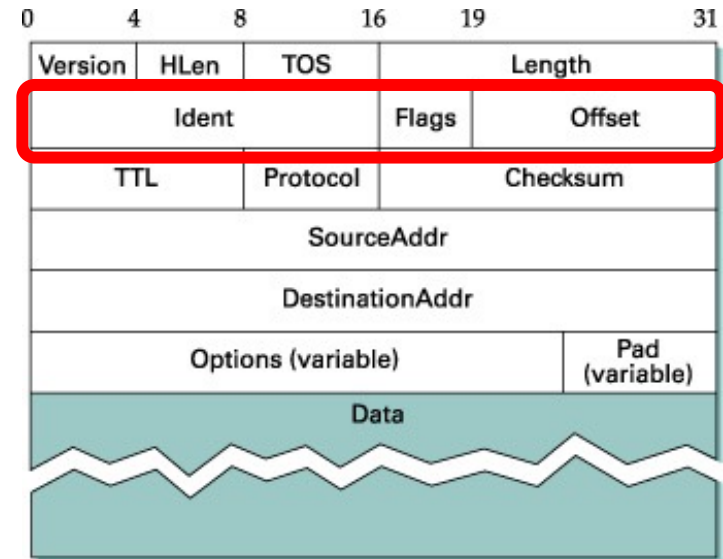 0 4 8 16 19 31
Version HLen TOS Length
Ident Flags Offset
TTL Protocol Checksum
SourceAddr
DestinationAddr
Options (variable) Pad
(variable)
Data